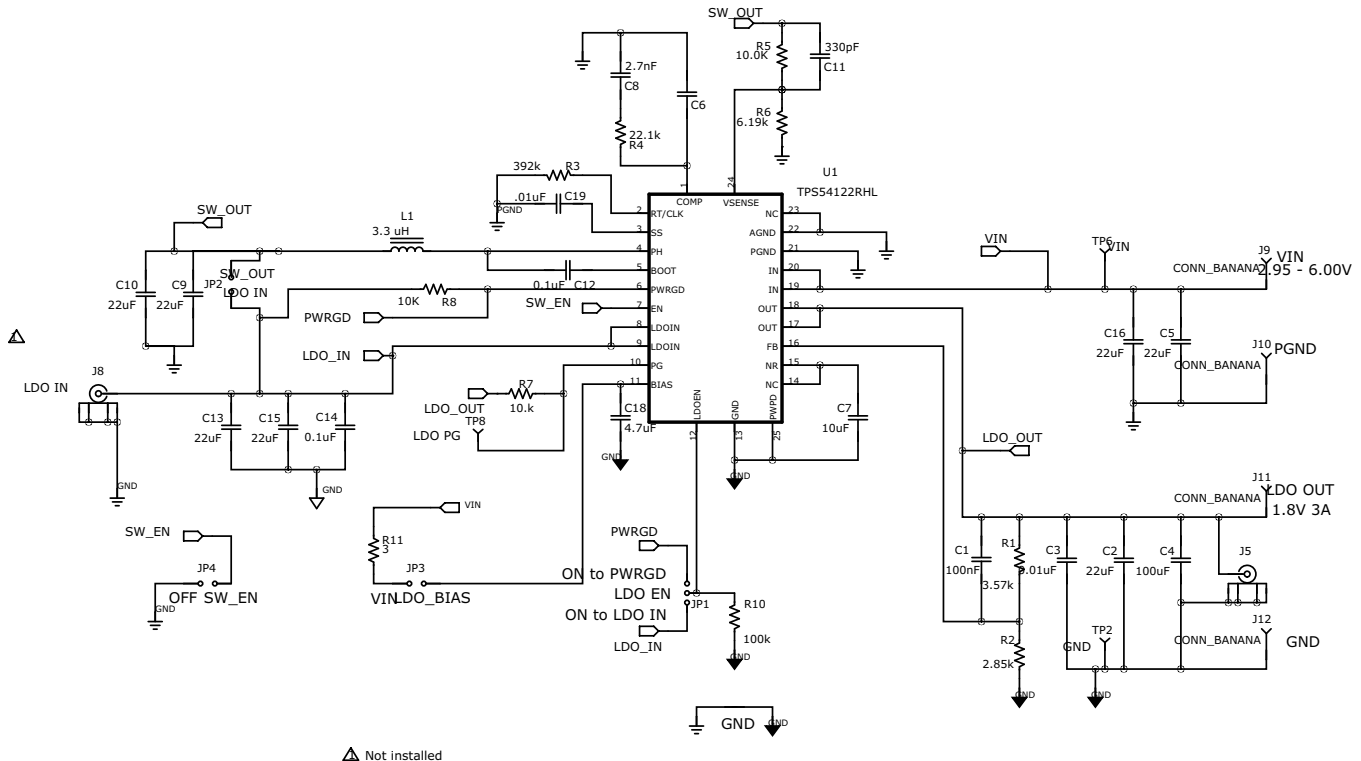 SW_OUT
R5
10.0K
330pF
C11
2.7nF
C8
C6
R6
6.19k
22.1k
R4
U1
TPS54122RHL
392k
R3
.01uF
C19
PGND
1
COMP
24
VSENSE
2
RT/CLK
3
SS
4
PH
5
BOOT
6
PWRGD
7
EN
8
LDOIN
9
LDOIN
10
PG
11
BIAS
NC
23
AGND
22
PGND
21
IN
20
IN
19
OUT
18
OUT
17
FB
16
NR
15
NC
14
LDOEN
12
GND
13
PWPD
25
SW_OUT
L1
3.3 uH
C10
22uF
C9
22uF
JP2
SW_OUT
LDO IN
0.1uF
C12
SW_EN
10K
R8
PWRGD
LDO_IN
VIN
TP6
VIN
J9
VIN
CONN_BANANA
2.95 - 6.00V
C16
22uF
C5
22uF
J10
PGND
CONN_BANANA
1
J8
LDO IN
C13
22uF
C15
22uF
C14
0.1uF
GND
GND
R7
10.k
LDO_OUT
TP8
LDO PG
C18
4.7uF
GND
C7
10uF
GND
LDO_OUT
J11
LDO OUT
CONN_BANANA
1.8V 3A
VIN
R11
3
JP3
VIN
LDO_BIAS
SW_EN
JP4
OFF SW_EN
GND
PWRGD
ON to PWRGD
LDO EN
JP1
ON to LDO IN
LDO_IN
R10
100k
GND
C1
100nF
R1
3.57k
C3
0.01uF
C2
22uF
C4
100uF
J5
R2
2.85k
GND
TP2
GND
GND
J12
CONN_BANANA
GND
GND
GND
1 Not installed